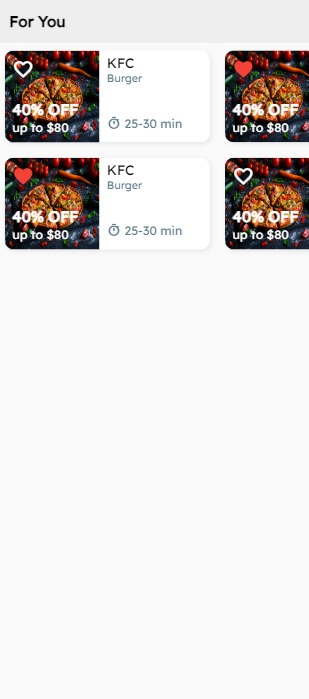 For You
KFC
Burger
40% OFF
up to $80
25-30 min
40% OFF
up to $80
KFC
Burger
40% OFF
up to $80
25-30 min
40% OFF
up to $80